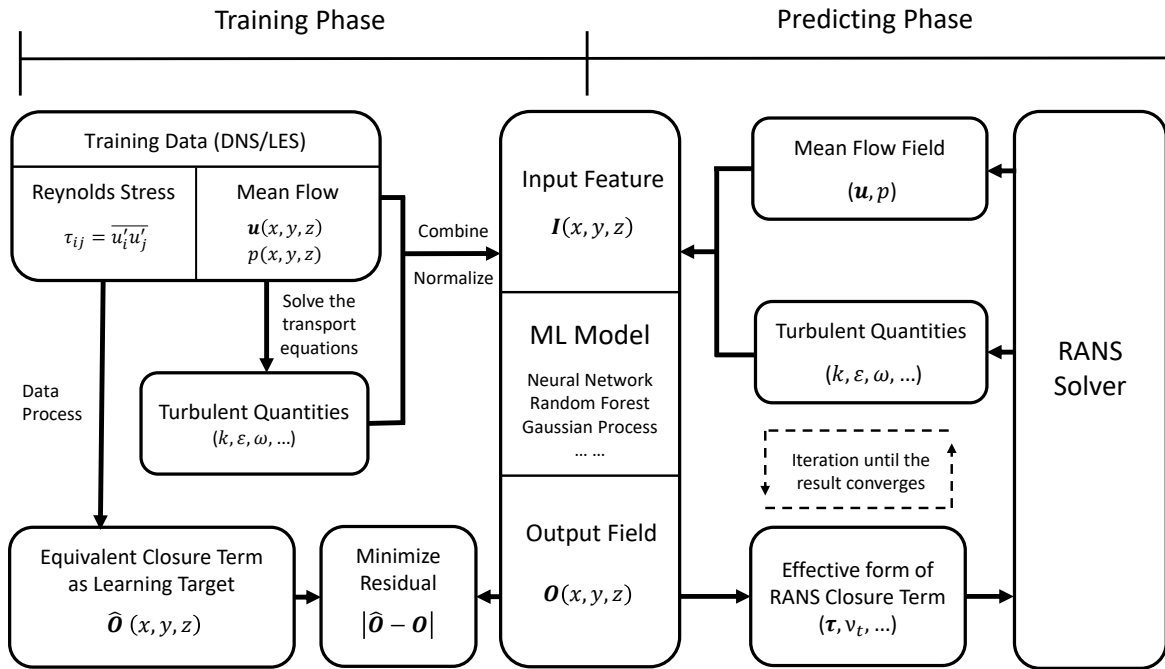 Training Phase
Predicting Phase
Training Data (DNS/LES)
Reynolds Stress
τ_{ij} = \overline{u'_i u'_j}
Mean Flow
𝒖(x, y, z)
p(x, y, z)
Combine
Normalize
Solve the
transport
equations
Data
Process
Turbulent Quantities
(k, ε, ω, ...)
Equivalent Closure Term
as Learning Target
𝑶̂ (x, y, z)
Minimize
Residual
|𝑶̂ − 𝑶|
Input Feature
𝑰(x, y, z)
ML Model
Neural Network
Random Forest
Gaussian Process
... ...
Output Field
𝑶(x, y, z)
Mean Flow Field
(𝒖, p)
Turbulent Quantities
(k, ε, ω, ...)
Iteration until the
result converges
Effective form of
RANS Closure Term
(𝝉, ν_t, ...)
RANS
Solver